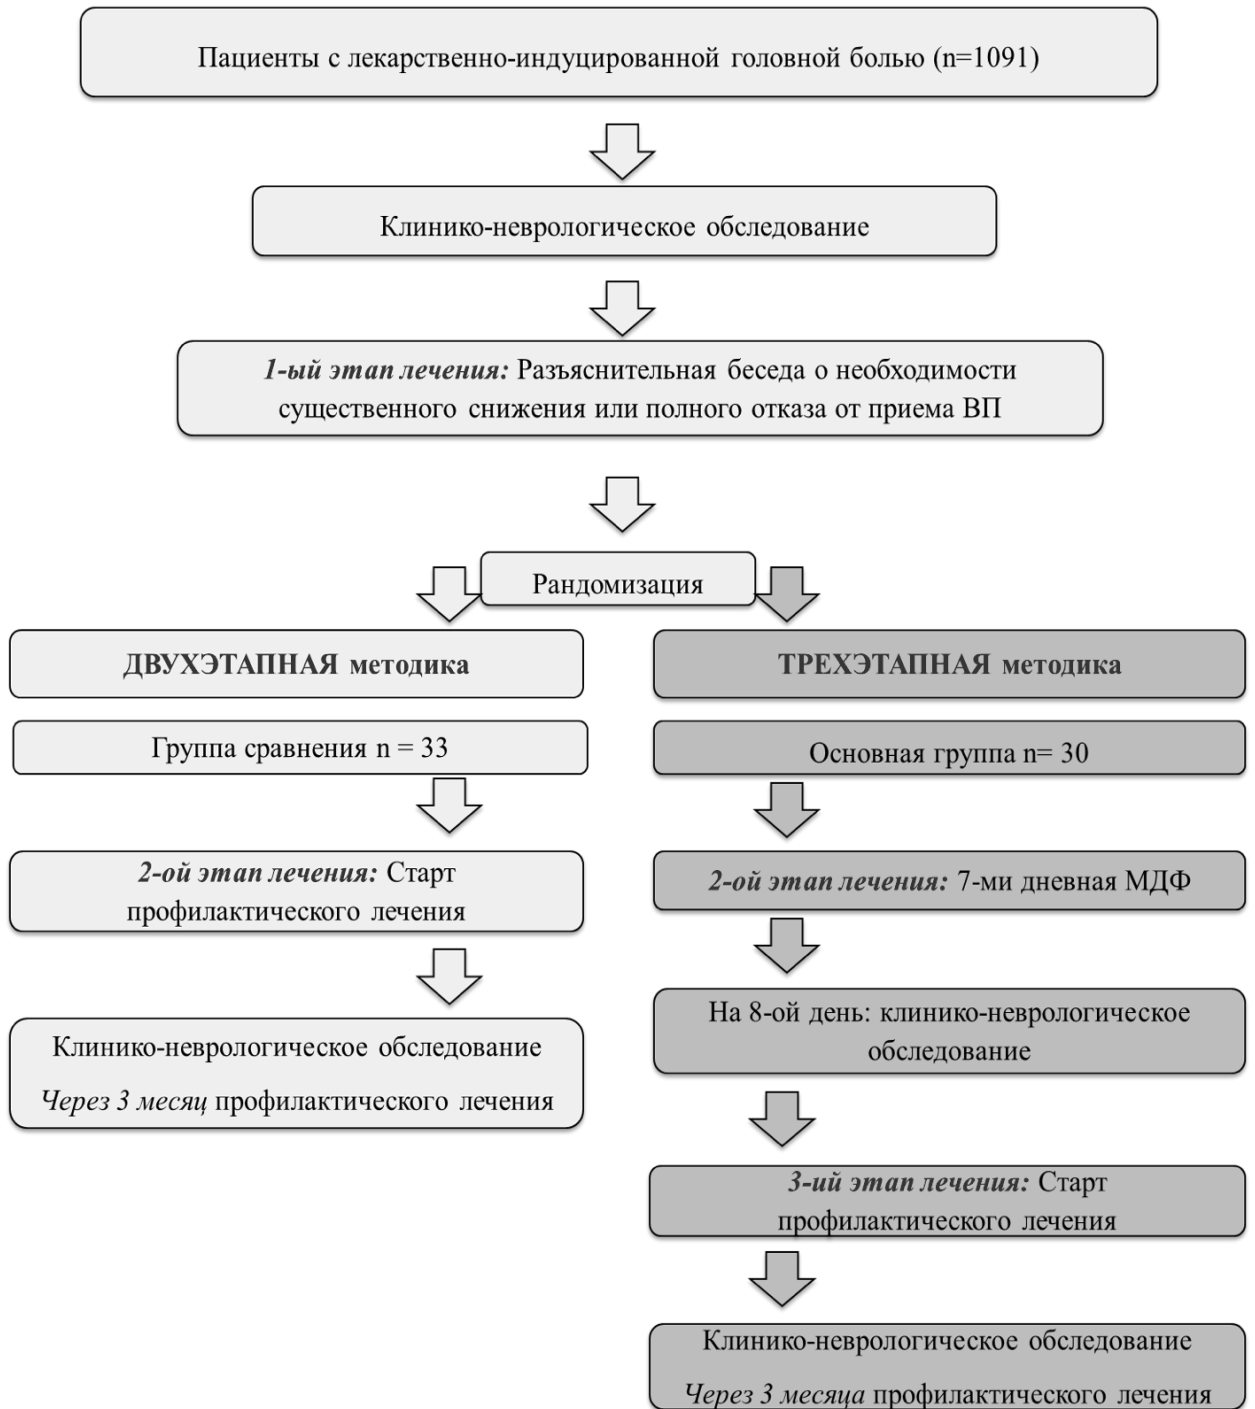 Пациенты с лекарственно-индуцированной головной болью (n=1091)
Клинико-неврологическое обследование
1-ый этап лечения: Разъяснительная беседа о необходимости
существенного снижения или полного отказа от приема ВП
Рандомизация
ДВУХЭТАПНАЯ методика
Группа сравнения n = 33
2-ой этап лечения: Старт
профилактического лечения
Клинико-неврологическое обследование
Через 3 месяц профилактического лечения
ТРЕХЭТАПНАЯ методика
Основная группа n= 30
2-ой этап лечения: 7-ми дневная МДФ
На 8-ой день: клинико-неврологическое
обследование
3-ий этап лечения: Старт
профилактического лечения
Клинико-неврологическое обследование
Через 3 месяца профилактического лечения